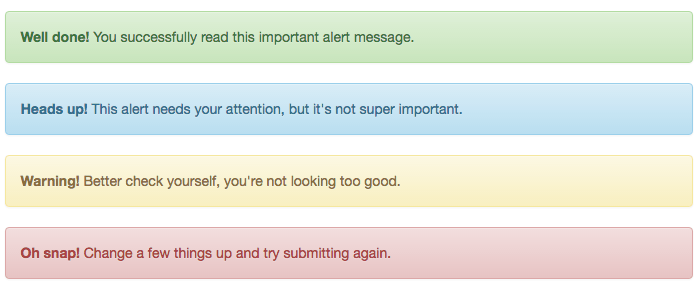 Well done! You successfully read this important alert message.
Heads up! This alert needs your attention, but it's not super important.
Warning! Better check yourself, you're not looking too good.
Oh snap! Change a few things up and try submitting again.